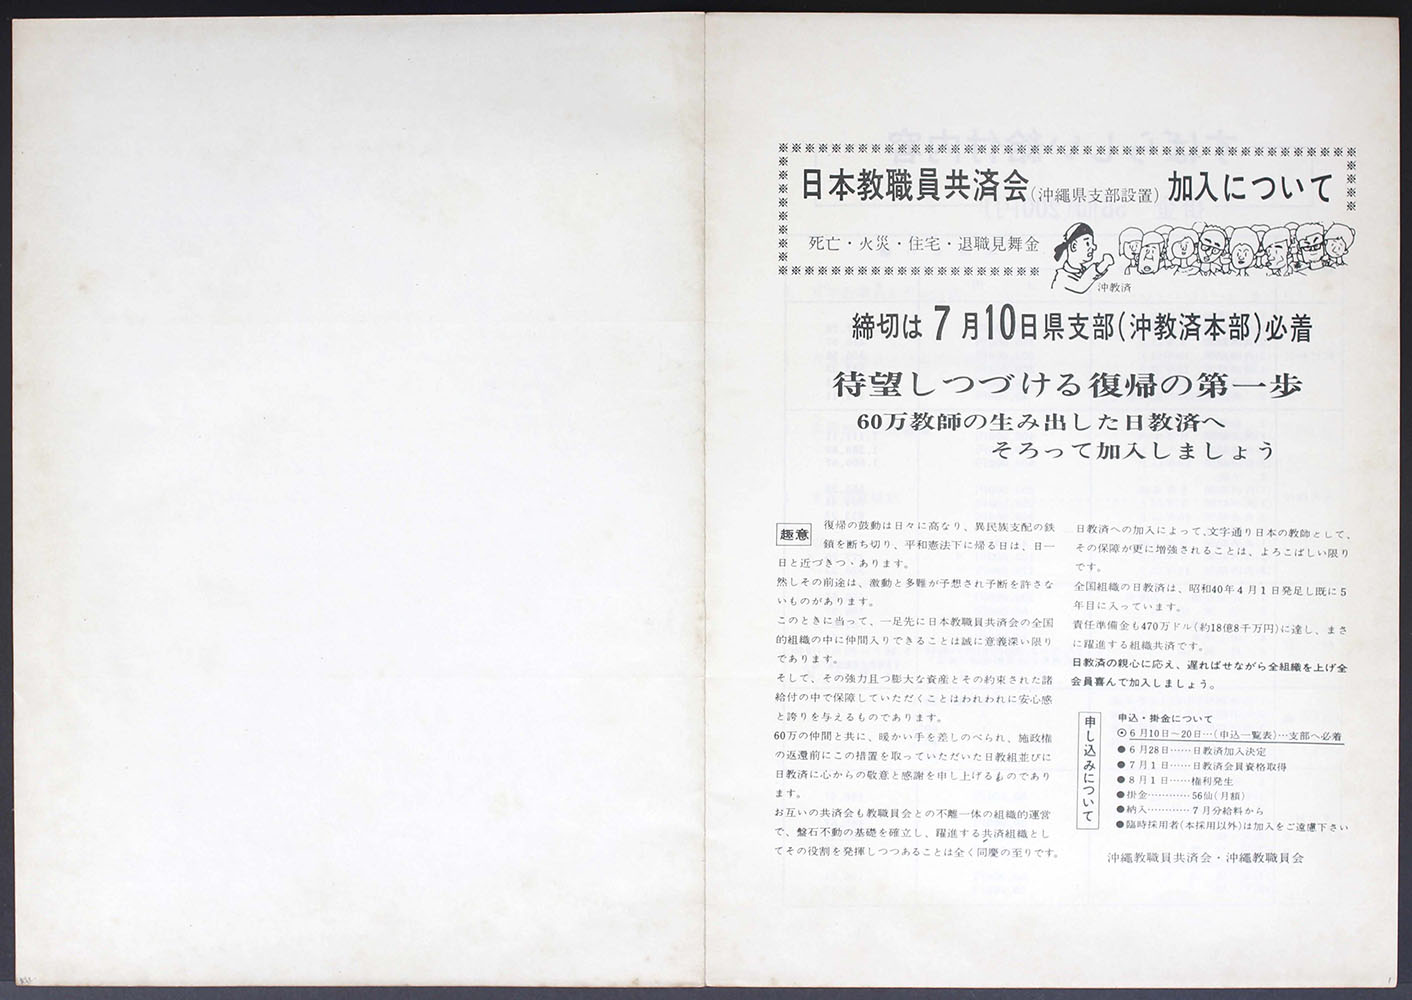 日本教職員共済会(沖縄県支部設置)加入について
死亡・火災・住宅・退職見舞金
沖教済
締切は7月10日県支部(沖教済本部)必着
待望しつづける復帰の第一歩
60万教師の生み出した日教済へ
そろって加入しましょう
趣意
復帰の鼓動は日々に高なり、異民族支配の鉄
鎖を断ち切り、平和憲法下に帰る日は、日一
日と近づきつゝあります。
然しその前途は、激動と多難が予想され予断を許さな
いものがあります。
このときに当って、一足先に日本教職員共済会の全国
的組織の中に仲間入りできることは誠に意義深い限り
であります。
そして、その強力且つ膨大な資産とその約束された諸
給付の中で保障していただくことはわれわれに安心感
と誇りを与えるものであります。
60万の仲間と共に、暖かい手を差しのべられ、施政権
の返還前にこの措置を取っていただいた日教組並びに
日教済に心からの敬意と感謝を申し上げるものであり
ます。
お互いの共済会も教職員会との不離一体の組織的運営
で、盤石不動の基礎を確立し、躍進する共済組織とし
てその役割を発揮しつつあることは全く同慶の至りです。
日教済への加入によって、文字通り日本の教師として、
その保障が更に増強されることは、よろこばしい限り
です。
全国組織の日教済は、昭和40年4月1日発足し既に5
年目に入っています。
責任準備金も470万ドル(約18億8千万円)に達し、まさ
に躍進する組織共済です。
日教済の親心に応え、遅ればせながら全組織を上げ全
会員喜んで加入しましょう。
申し込みについて
申込・掛金について
⊙6月10日〜20日…(申込一覧表)…支部へ必着
●6月28日……日教済加入決定
●7月1日……日教済会員資格取得
●8月1日……権利発生
●掛金…………56仙(月額)
●納入…………7月分給料から
●臨時採用者(本採用以外)は加入をご遠慮下さい
沖縄教職員共済会・沖縄教職員会